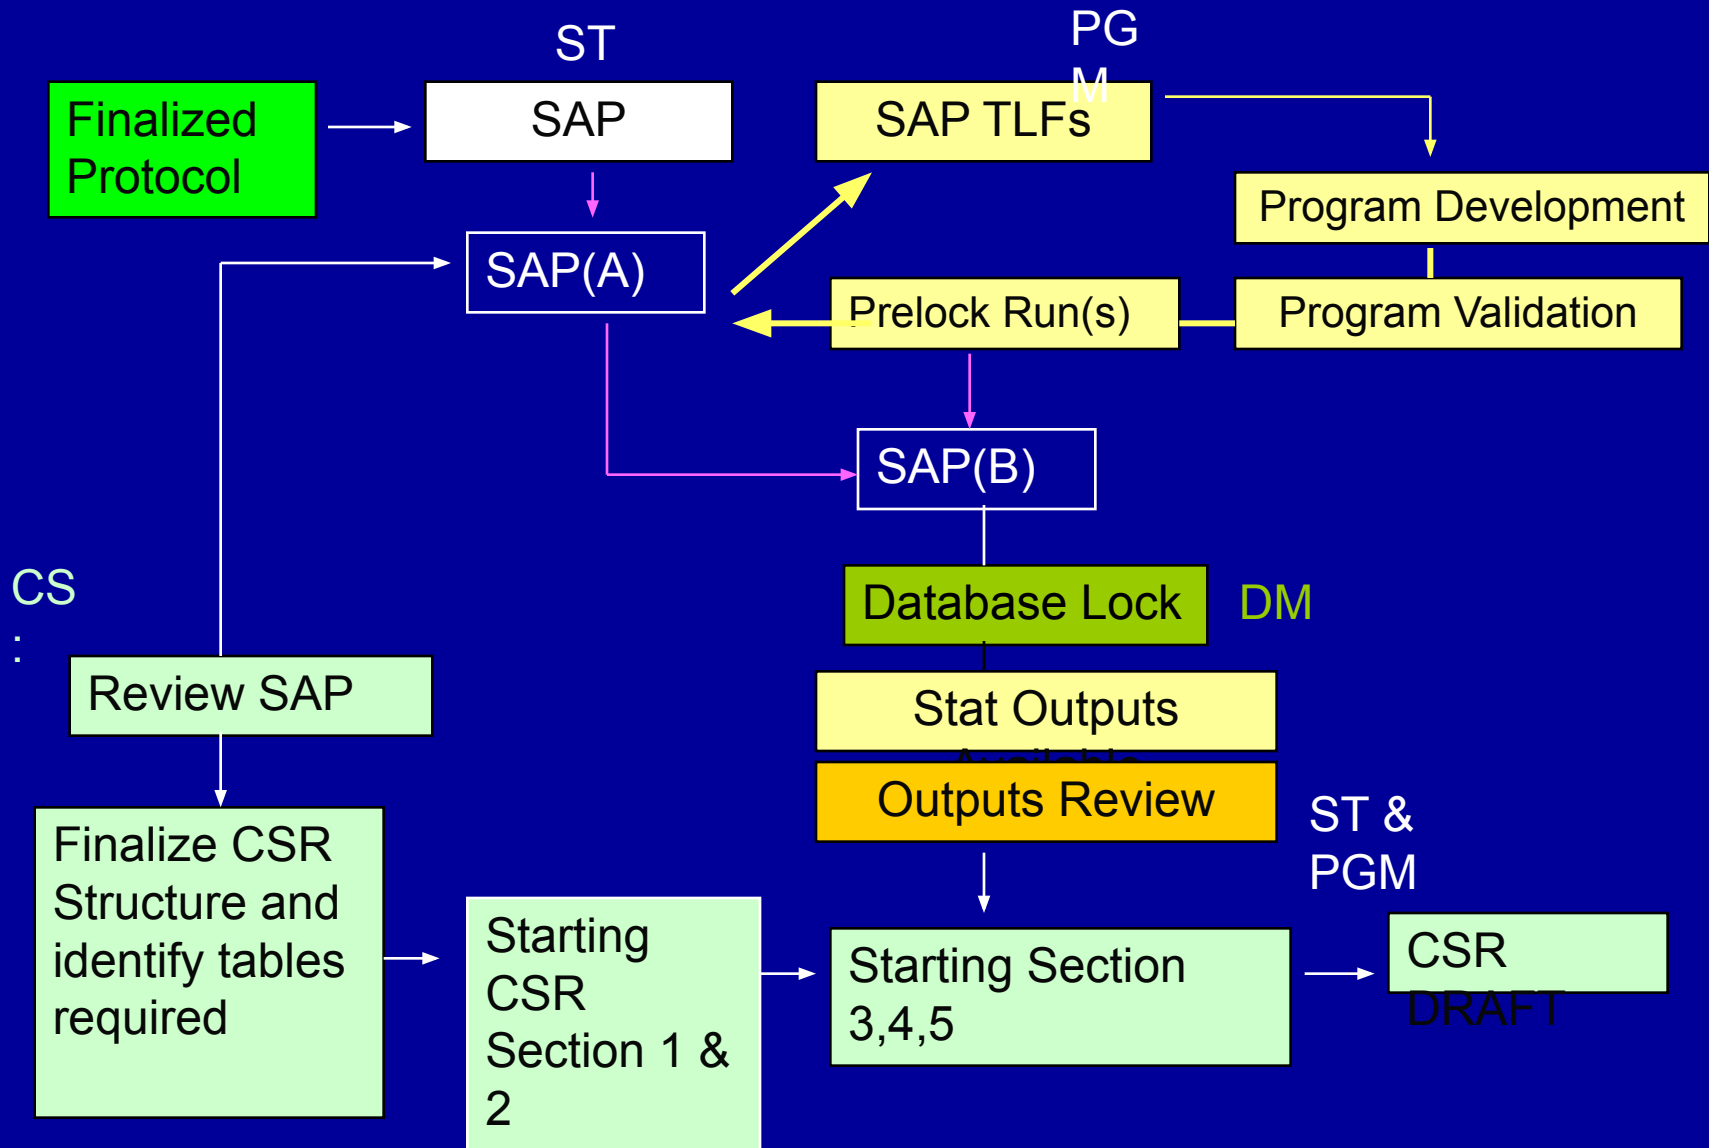 ST
PG
M
Finalized
Protocol
SAP
SAP TLFs
Program Development
SAP(A)
Prelock Run(s)
Program Validation
SAP(B)
CS
:
Database Lock
DM
Review SAP
Stat Outputs
Available
Outputs Review
ST &
PGM
Finalize CSR
Structure and
identify tables
required
Starting
CSR
Section 1 &
2
Starting Section
3,4,5
CSR
DRAFT